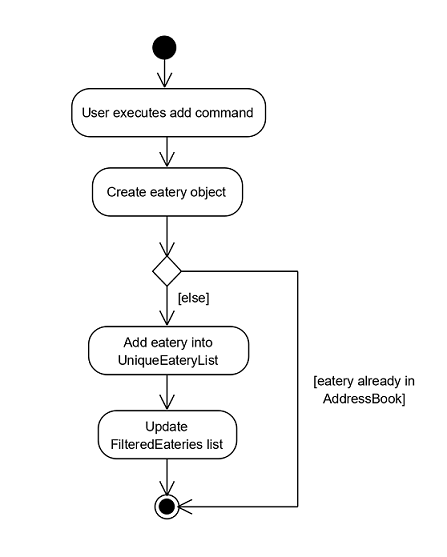 User executes add command
Create eatery object
[else]
Add eatery into
UniqueEateryList
[eatery already in
AddressBook]
Update
FilteredEateries list